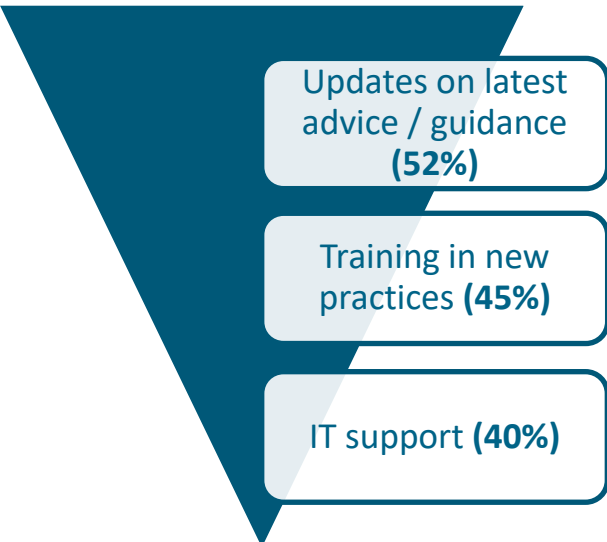 Updates on latest
advice / guidance
(52%)
Training in new
practices (45%)
IT support (40%)